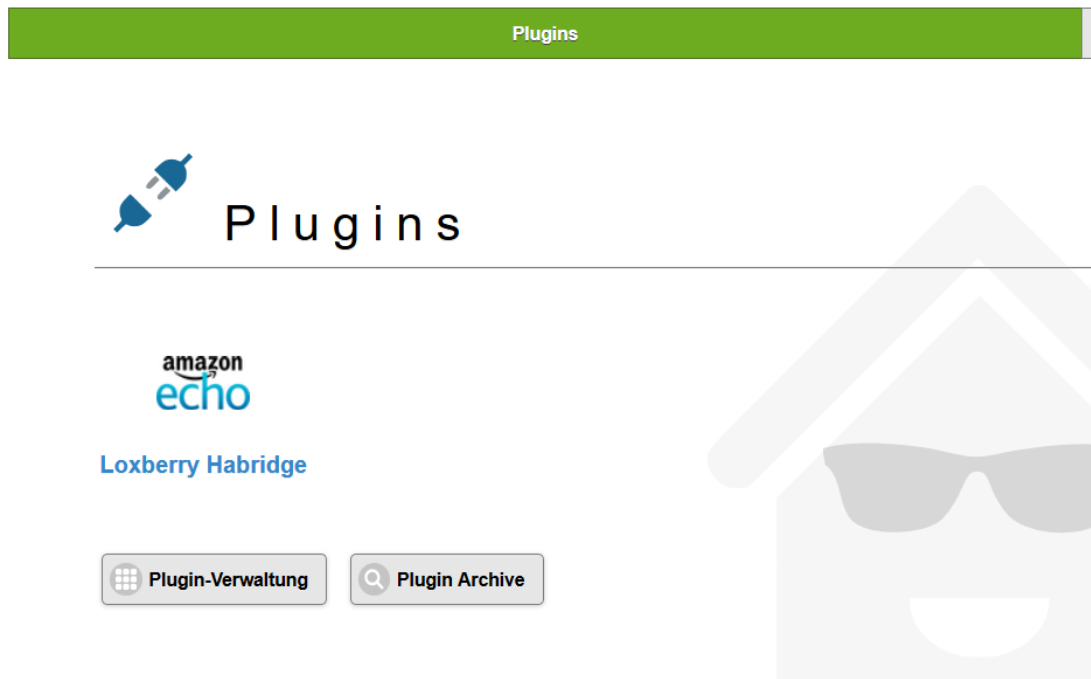 Plugins
Plugins
amazon
echo
Loxberry Habridge
Plugin-Verwaltung
Plugin Archive